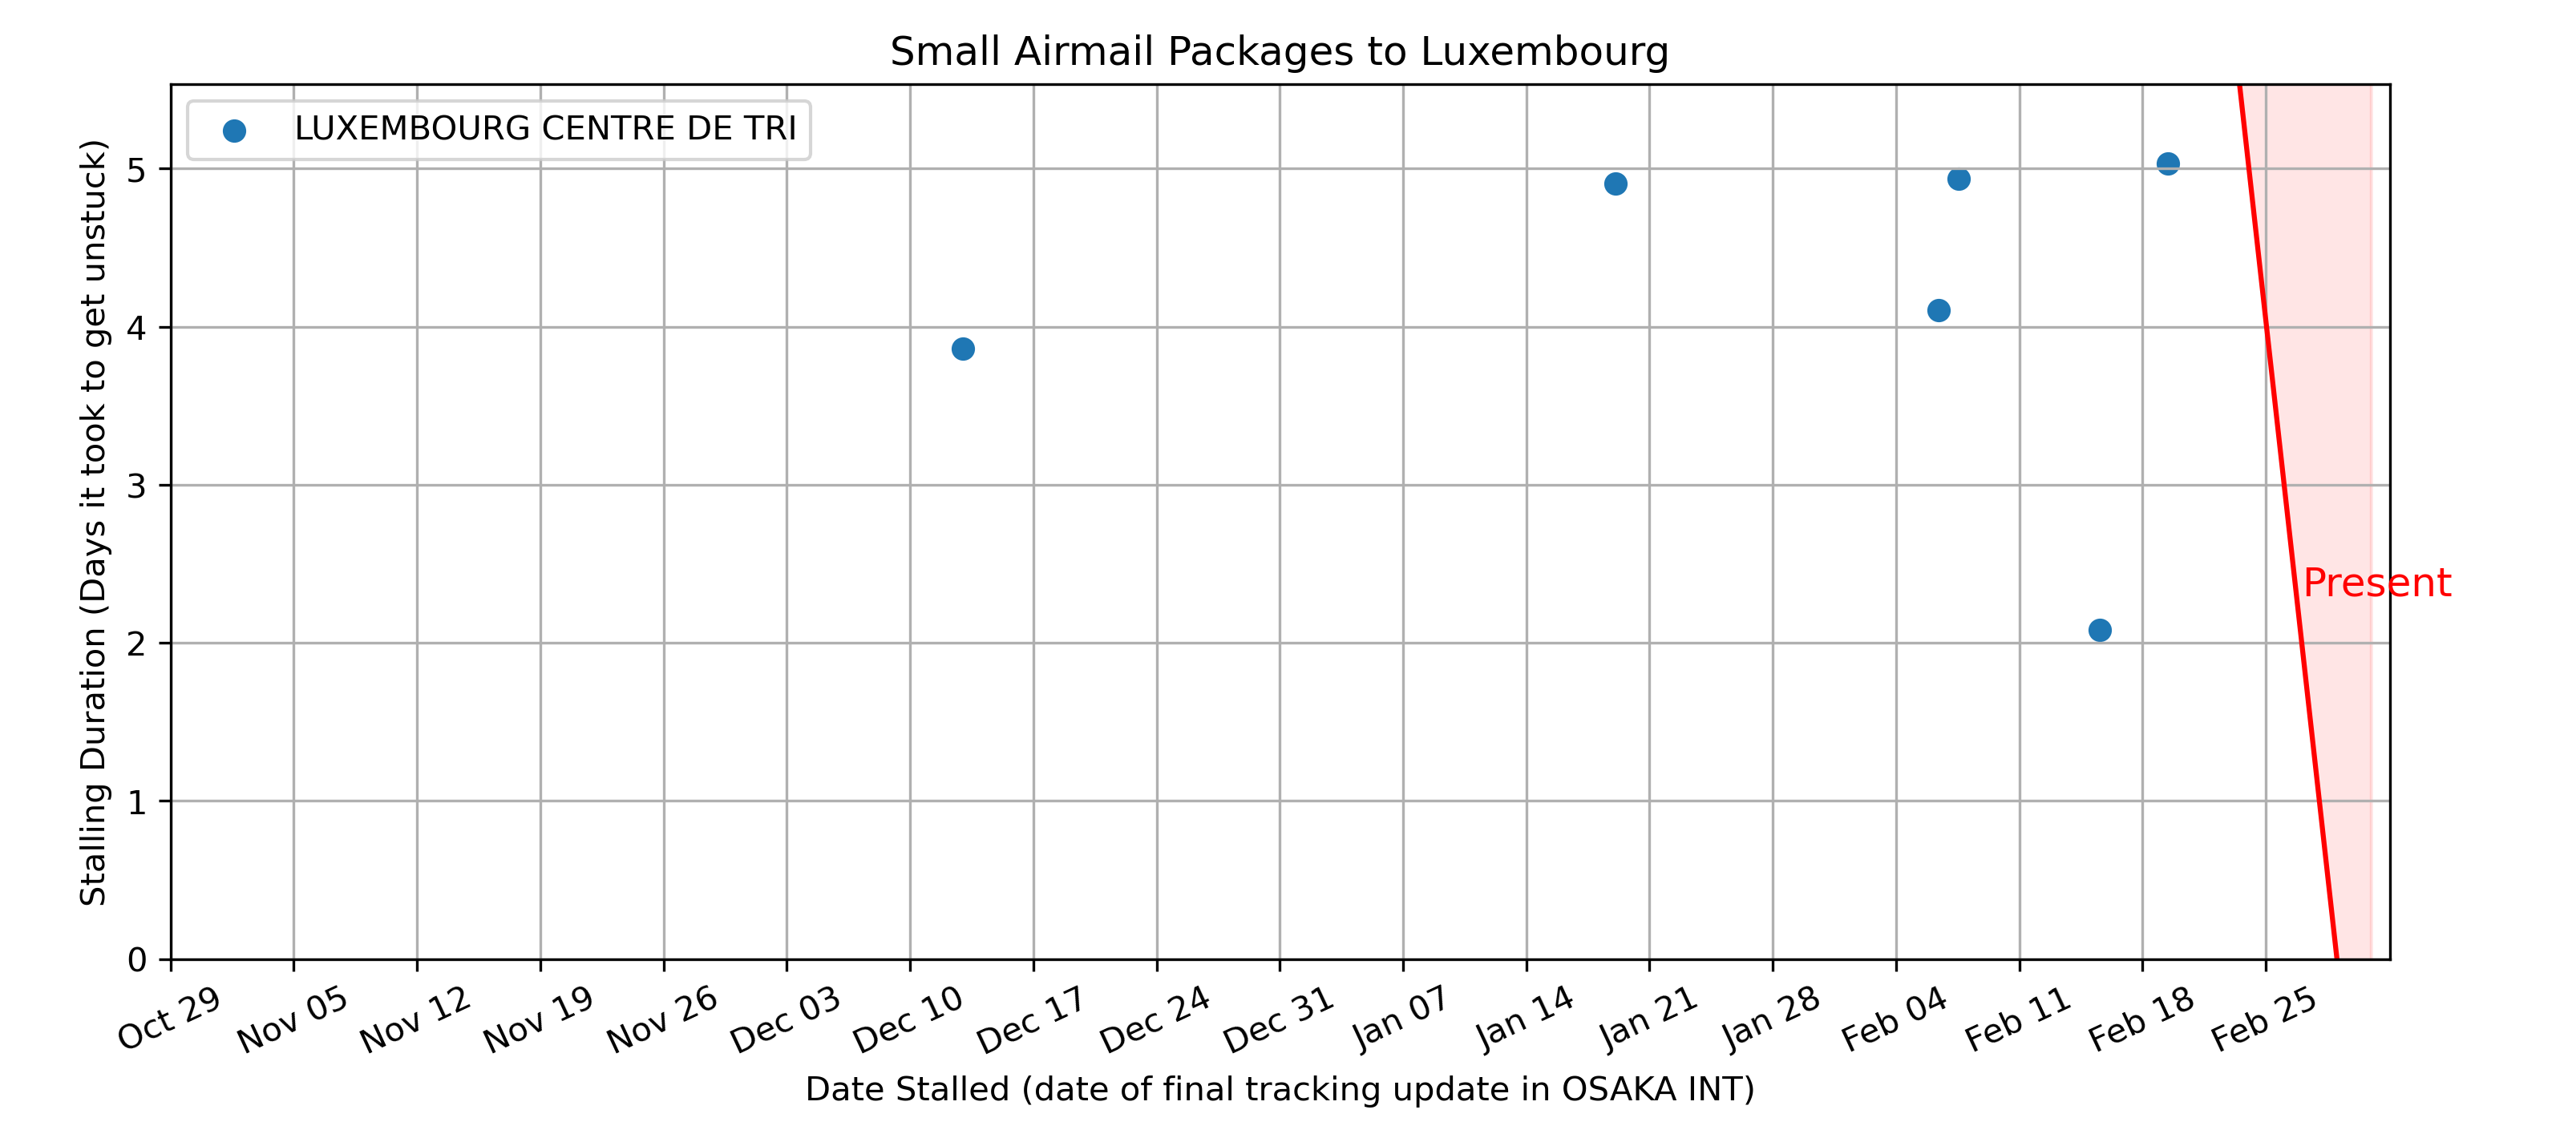 Small Airmail Packages to Luxembourg
LUXEMBOURG CENTRE DE TRI
Stalling Duration (Days it took to get unstuck)
5
4
3
2
1
0
Present
Oct 29
Nov 05
Nov 12
Nov 19
Nov 26
Dec 03
Dec 10
Dec 17
Dec 24
Dec 31
Jan 07
Jan 14
Jan 21
Jan 28
Feb 04
Feb 11
Feb 18
Feb 25
Date Stalled (date of final tracking update in OSAKA INT)